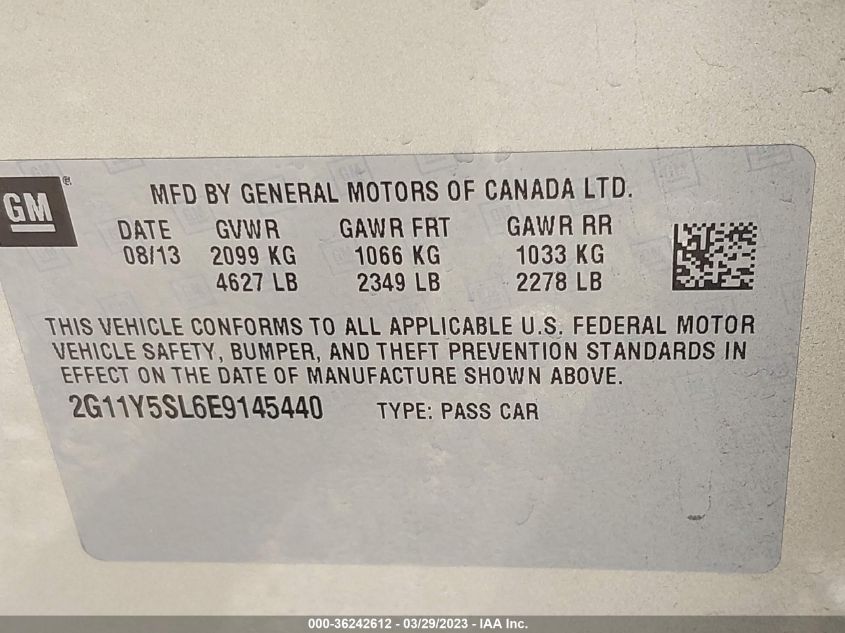 GM®
MFD BY GENERAL MOTORS OF CANADA LTD.
DATE GVWR GAWR FRT GAWR RR
08/13 2099 KG 1066 KG 1033 KG
4627 LB 2349 LB 2278 LB
THIS VEHICLE CONFORMS TO ALL APPLICABLE U.S. FEDERAL MOTOR
VEHICLE SAFETY, BUMPER, AND THEFT PREVENTION STANDARDS IN
EFFECT ON THE DATE OF MANUFACTURE SHOWN ABOVE.
2G11Y5SL6E9145440 TYPE: PASS CAR
000-36242612 - 03/29/2023 - IAA Inc.